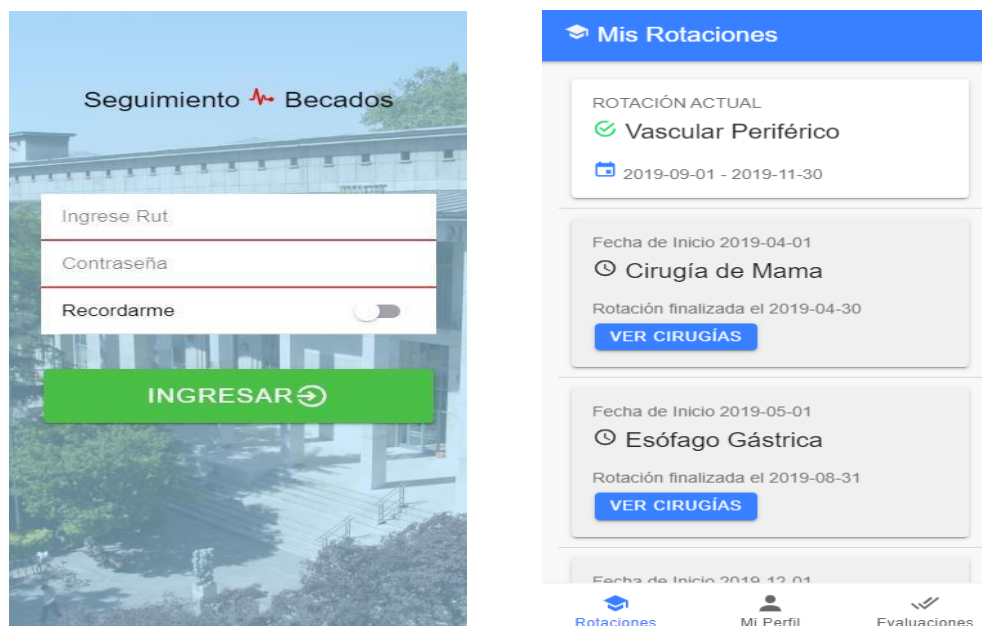 Seguimiento Becados
Ingrese Rut
Contraseña
Recordarme
INGRESAR
Mis Rotaciones
ROTACIÓN ACTUAL
Vascular Periférico
2019-09-01 - 2019-11-30
Fecha de Inicio 2019-04-01
Cirugía de Mama
Rotación finalizada el 2019-04-30
VER CIRUGÍAS
Fecha de Inicio 2019-05-01
Esófago Gástrica
Rotación finalizada el 2019-08-31
VER CIRUGÍAS
Fecha de Inicio 2019-12-01
Rotaciones Mi Perfil Evaluaciones